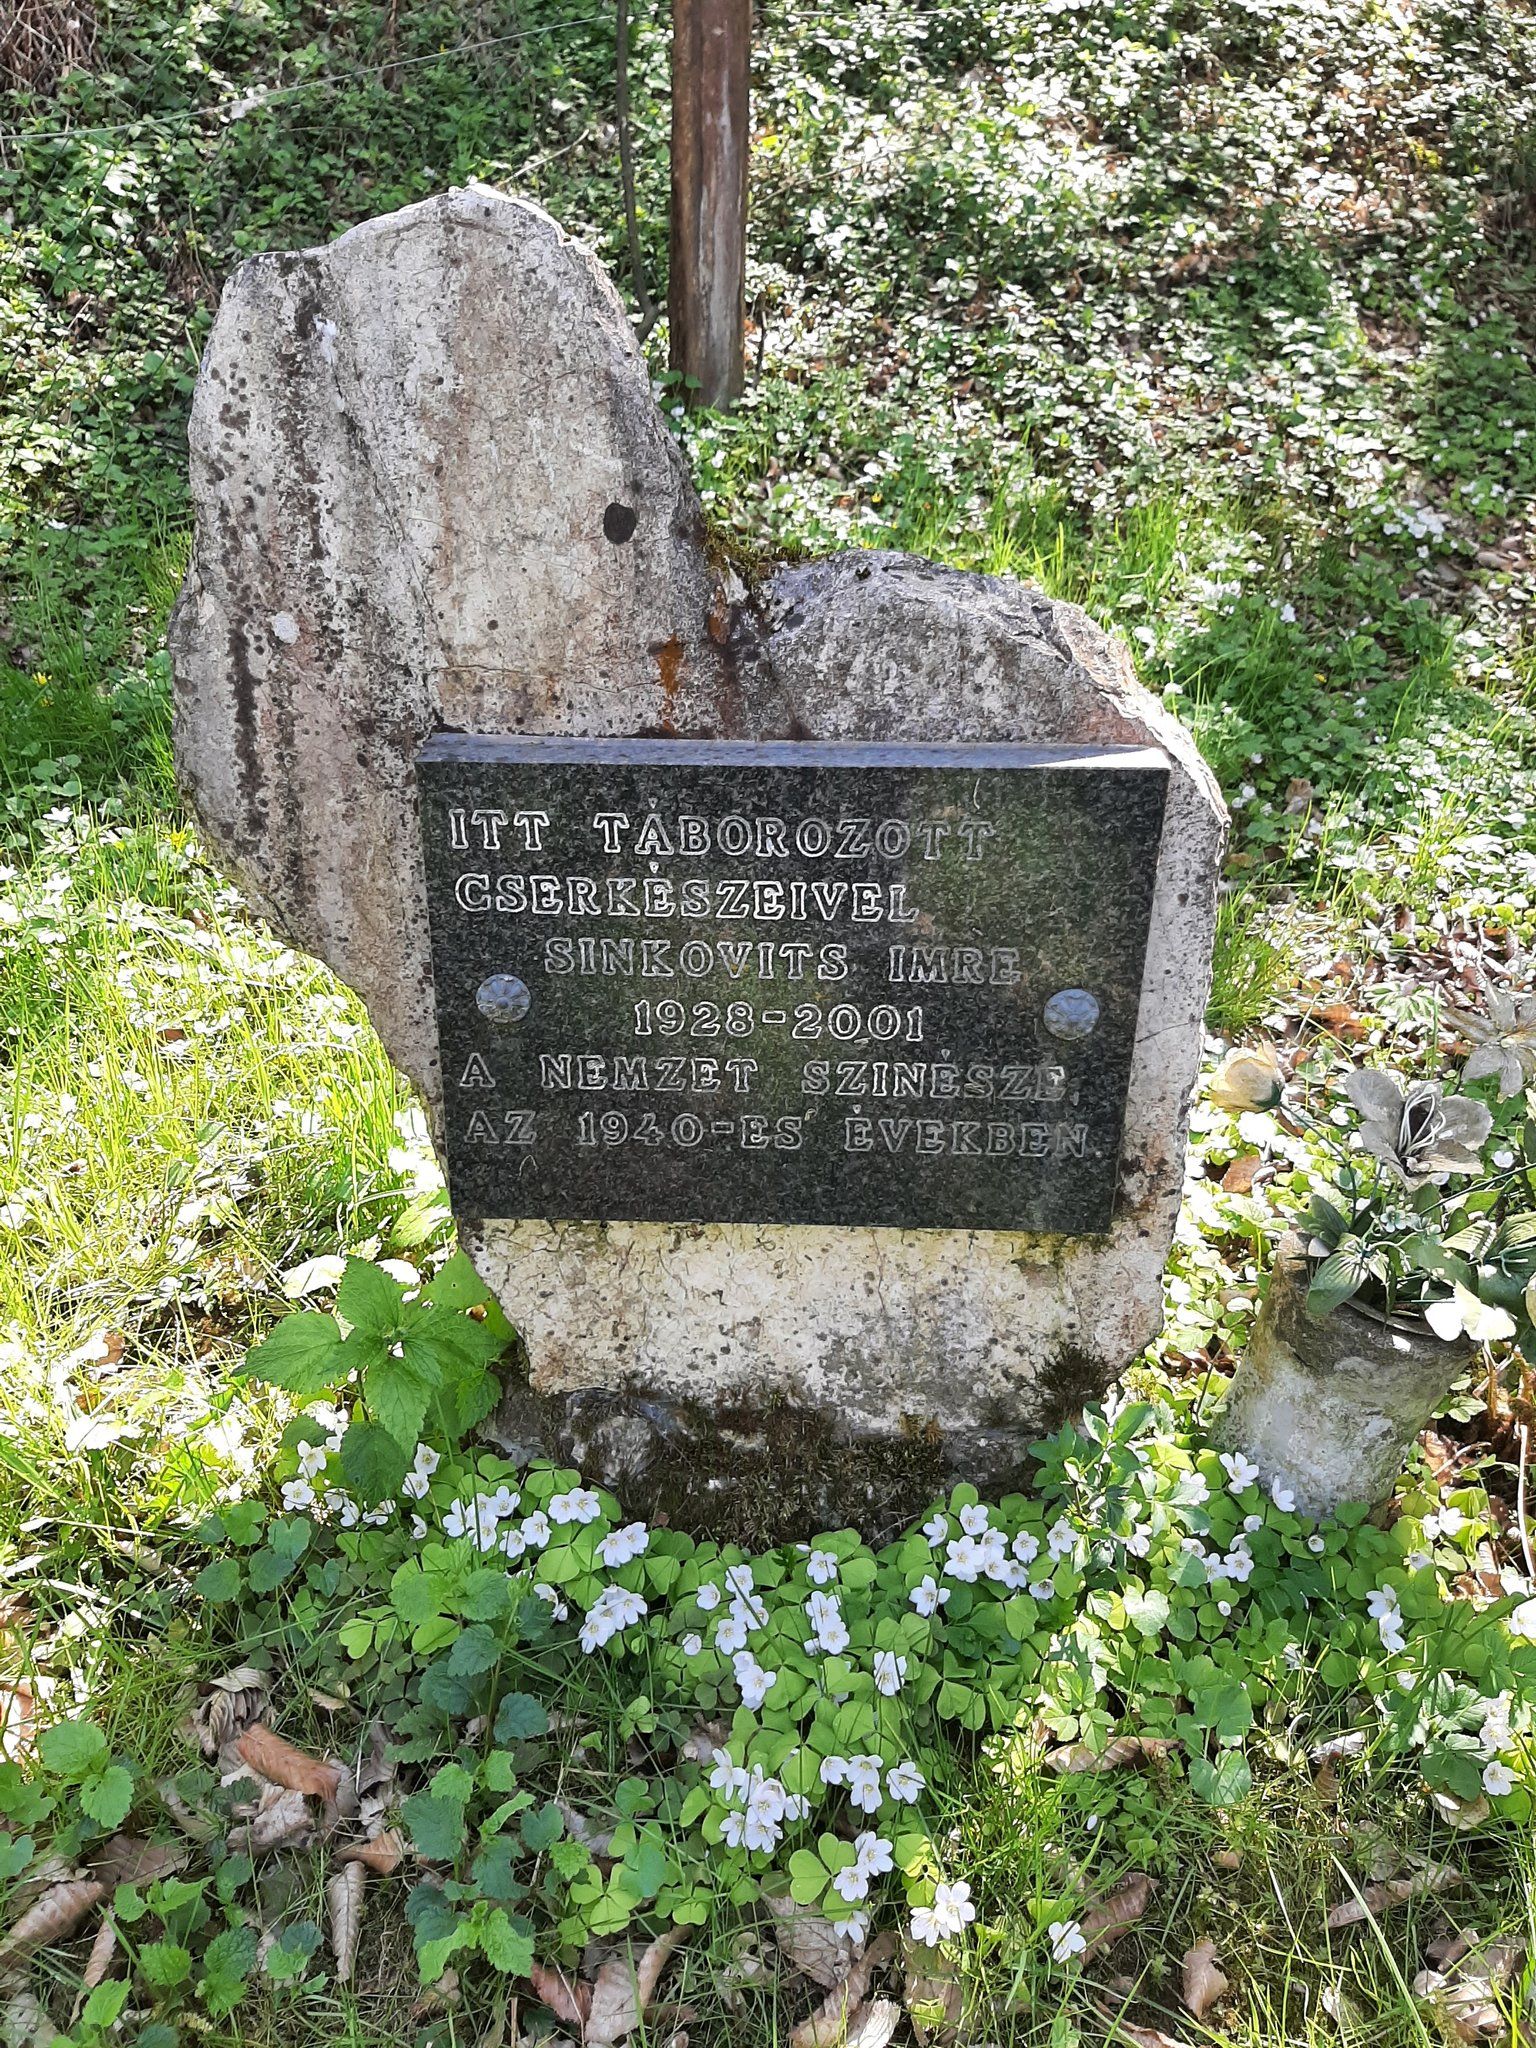 ITT TÁBOROZOTT
CSERKÉSZEIVEL
SINKOVITS IMRE
1928-2001
A NEMZET SZINÉSZE,
AZ 1940-ES ÉVEKBEN.